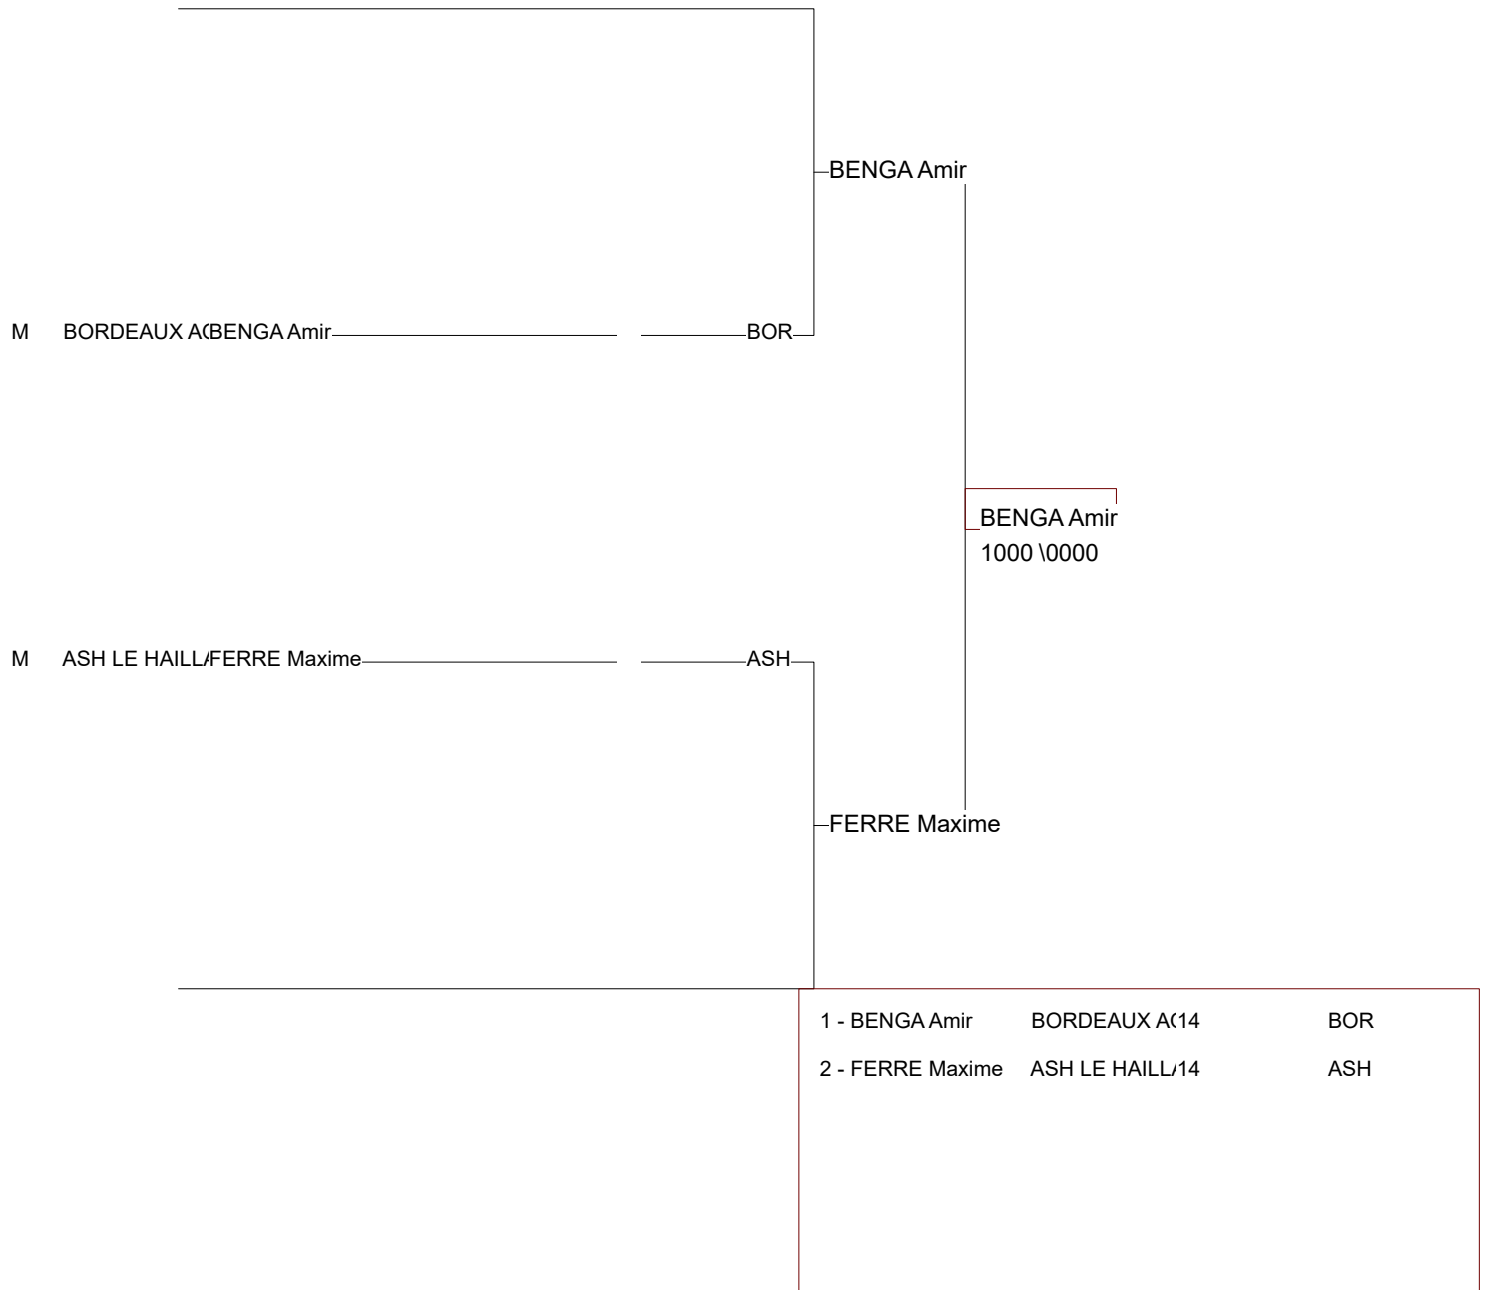 BENGA Amir
M BORDEAUX A( BENGA Amir BOR
BENGA Amir
1000 \0000
M ASH LE HAILL FERRE Maxime ASH
FERRE Maxime
1 - BENGA Amir BORDEAUX A( 14 BOR
2 - FERRE Maxime ASH LE HAILL 14 ASH